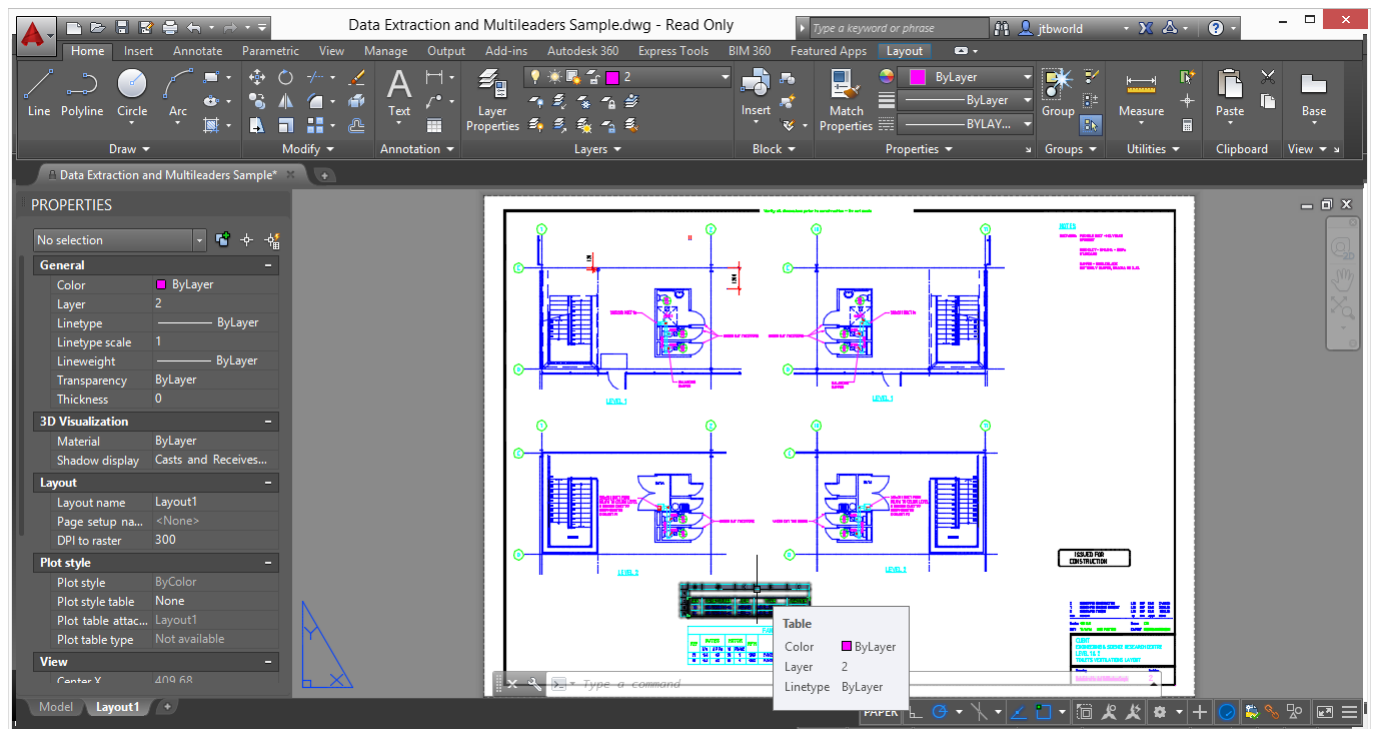 Data Extraction and Multileaders Sample.dwg - Read Only
Type a keyword or phrase
jtbworld
Home Insert Annotate Parametric View Manage Output Add-ins Autodesk 360 Express Tools BIM 360 Featured Apps Layout
Line Polyline Circle Arc
Text
Layer Properties
2
Insert
Match Properties
ByLayer
ByLayer
BYLAY...
Group
Measure
Paste
Base
Draw Modify Annotation Layers Block Properties Groups Utilities Clipboard View
Data Extraction and Multileaders Sample*
PROPERTIES
No selection
General
Color ByLayer
Layer 2
Linetype ByLayer
Linetype scale 1
Lineweight ByLayer
Transparency ByLayer
Thickness 0
3D Visualization
Material ByLayer
Shadow display Casts and Receives...
Layout
Layout name Layout1
Page setup na... <None>
DPI to raster 300
Plot style
Plot style ByColor
Plot style table None
Plot table attac... Layout1
Plot table type Not available
View
Center X 409.68
NOTES
LEVEL 1
LEVEL 1
LEVEL 2
ISSUED FOR
CONSTRUCTION
Table
Color ByLayer
Layer 2
Linetype ByLayer
Y
X
Type a command
Model Layout1
PAPER